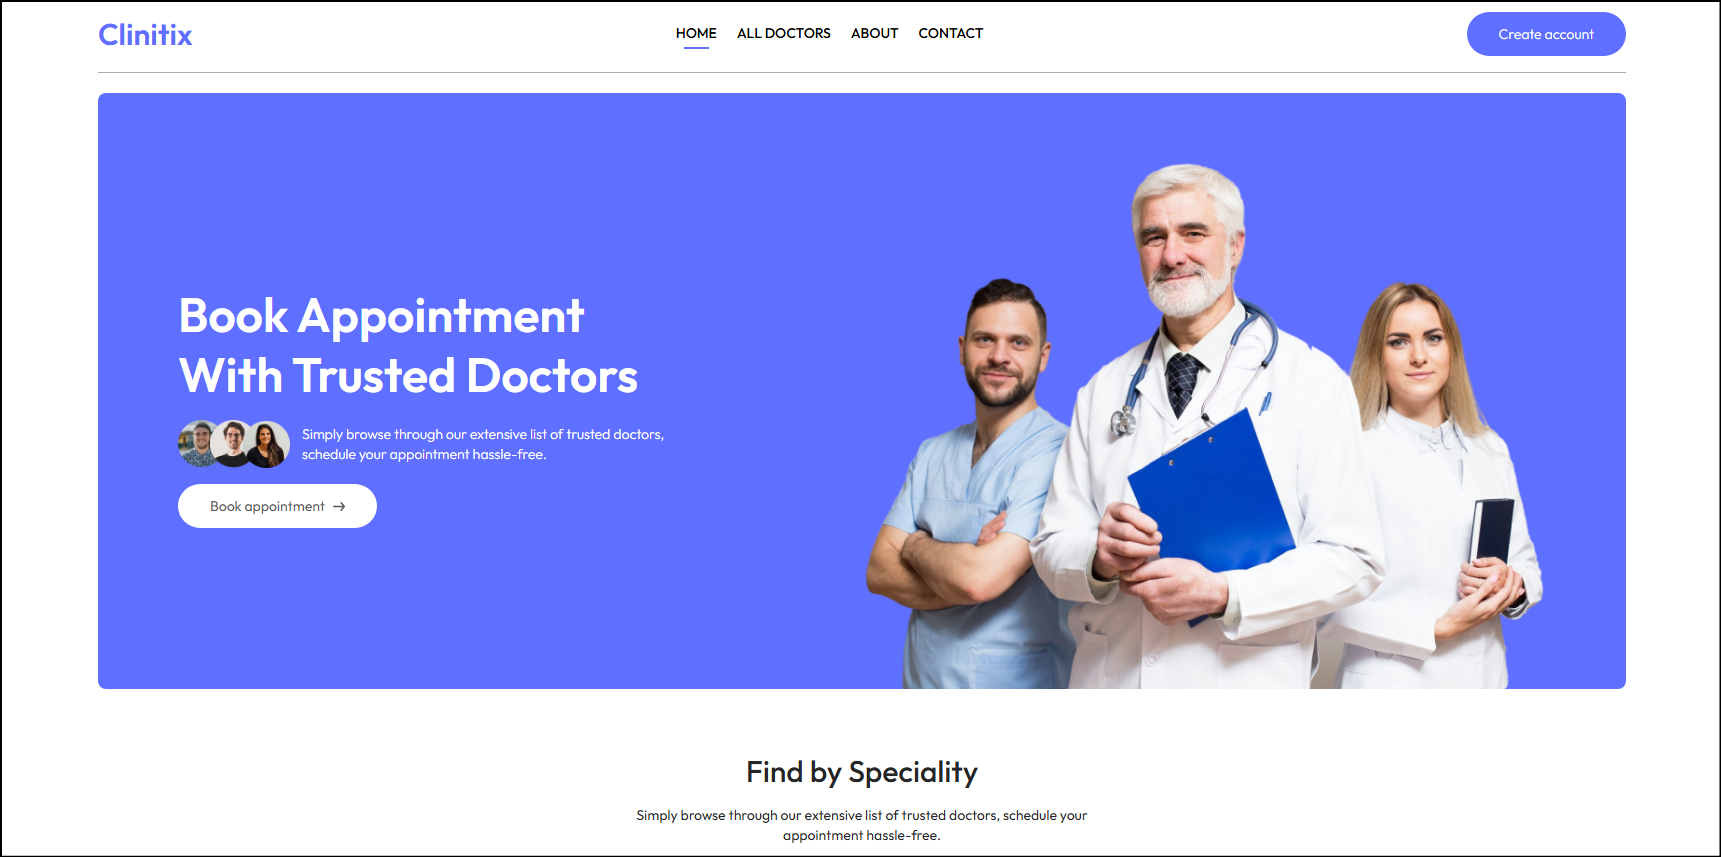 Clinitix
HOME
ALL DOCTORS
ABOUT
CONTACT
Create account
Book Appointment
With Trusted Doctors
Simply browse through our extensive list of trusted doctors,
schedule your appointment hassle-free.
Book appointment →
Find by Speciality
Simply browse through our extensive list of trusted doctors, schedule your
appointment hassle-free.